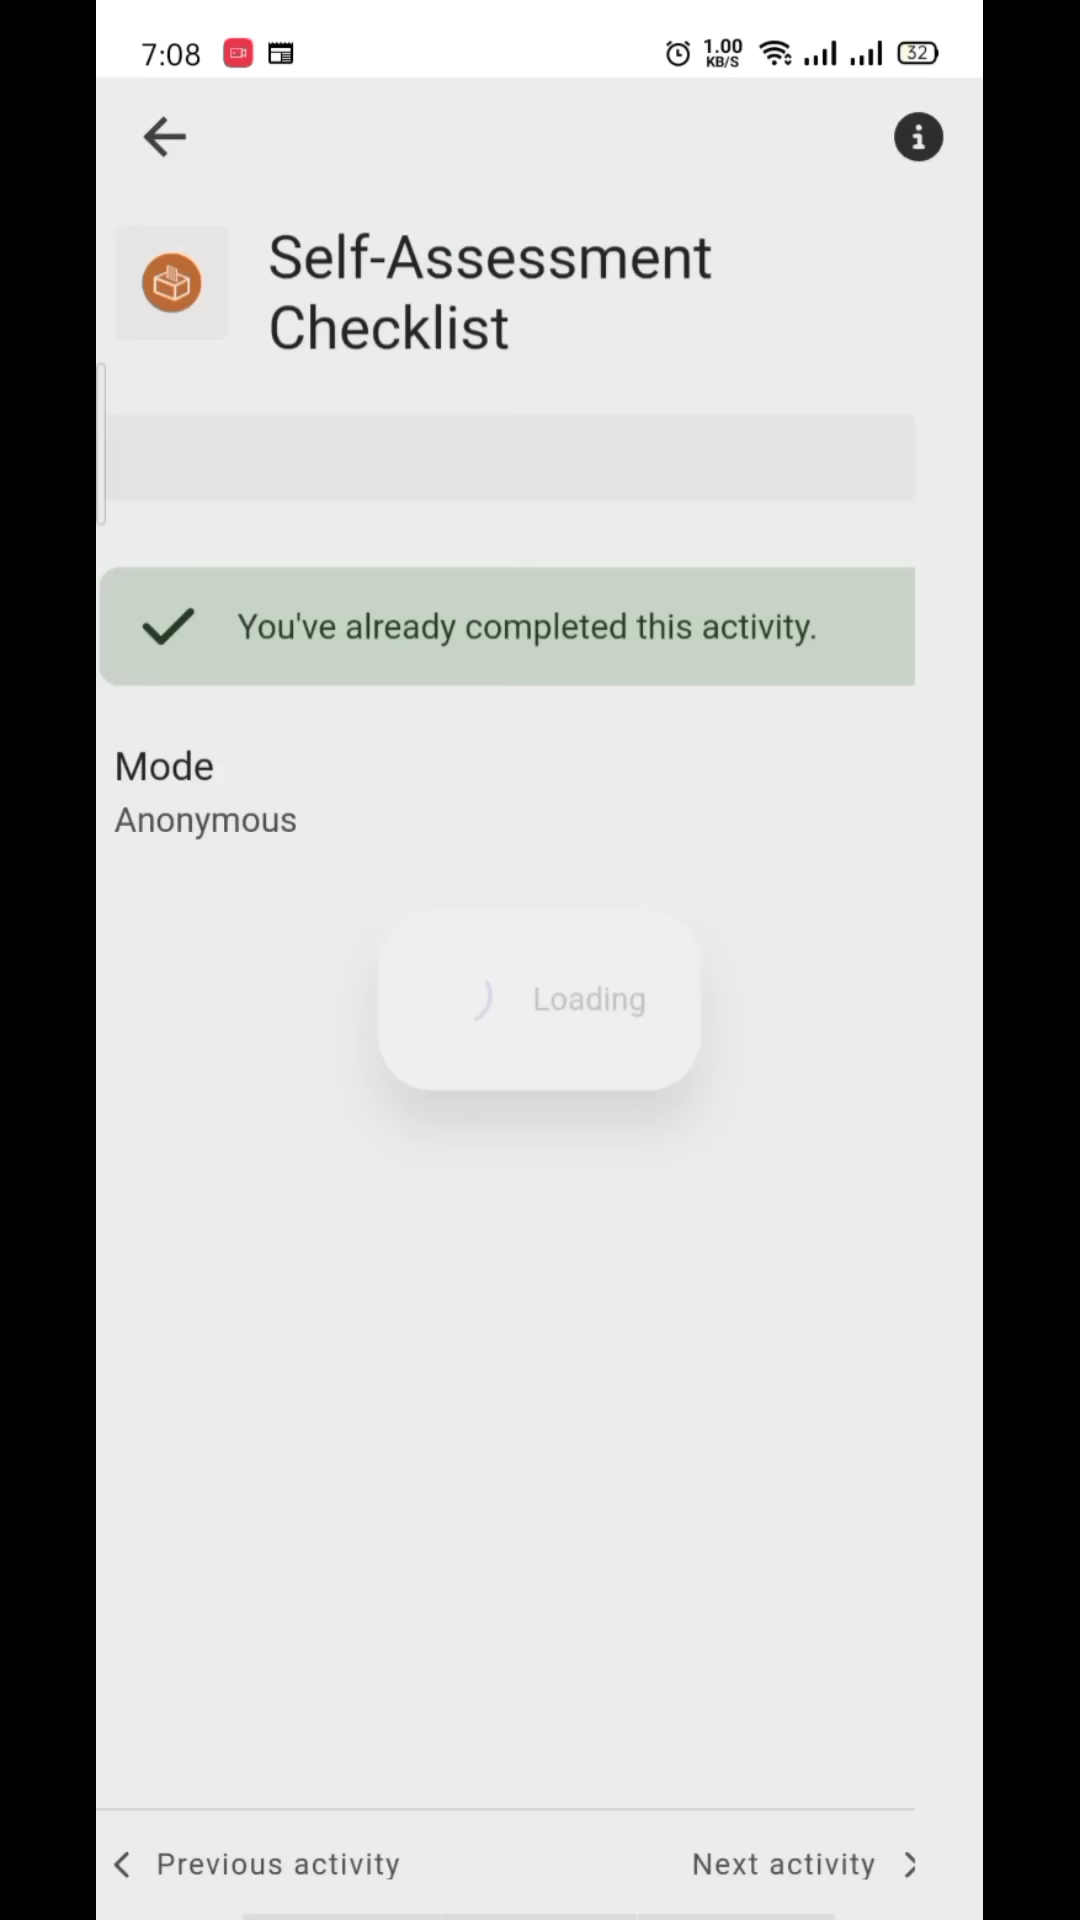 7:08
1.00
KB/S
32
Self-Assessment
Checklist
You've already completed this activity.
Mode
Anonymous
Loading
Previous activity
Next activity